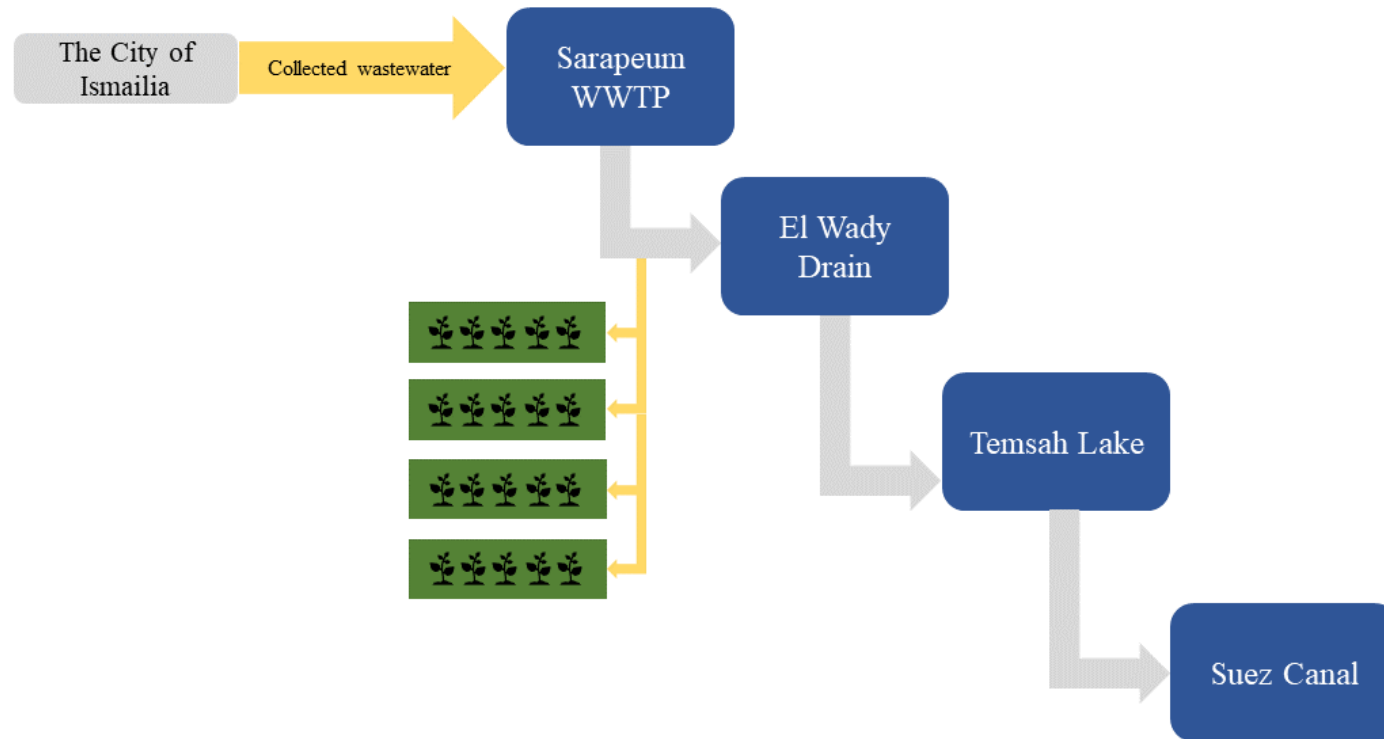 The City of
Ismailia
Collected wastewater
Sarapeum
WWTP
El Wady
Drain
Temsah Lake
Suez Canal